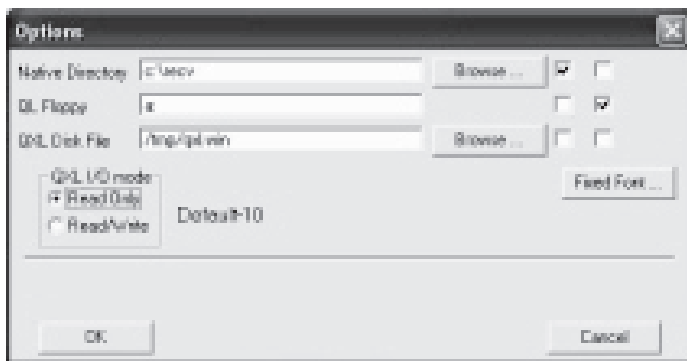 Options
Native Directory c:\recv Browse ...
QL Floppy a:
QXL Disk File /tmp/qxl.win Browse ...
QXL I/O mode
Read Only
Read/Write
Default-10
Fixed Font ...
OK Cancel